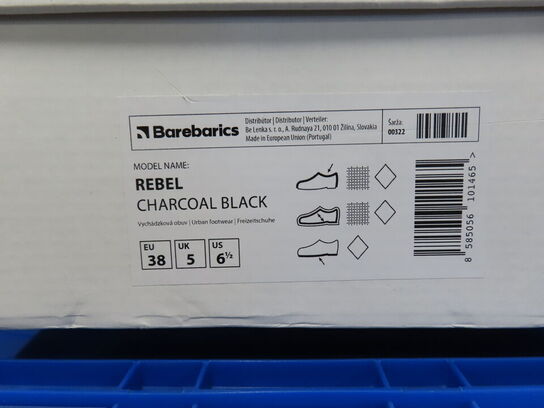 Barebarics
Distribútor | Distributor | Verteiler:
Be Lenka s. r. o., A. Rudnaya 21, 010 01 Žilina, Slovakia
Made in European Union (Portugal)
Šarža:
00322
MODEL NAME:
REBEL
CHARCOAL BLACK
Vychádzková obuv | Urban footwear | Freizeitschuhe
EU
38
UK
5
US
6½
8 585056 101465 >